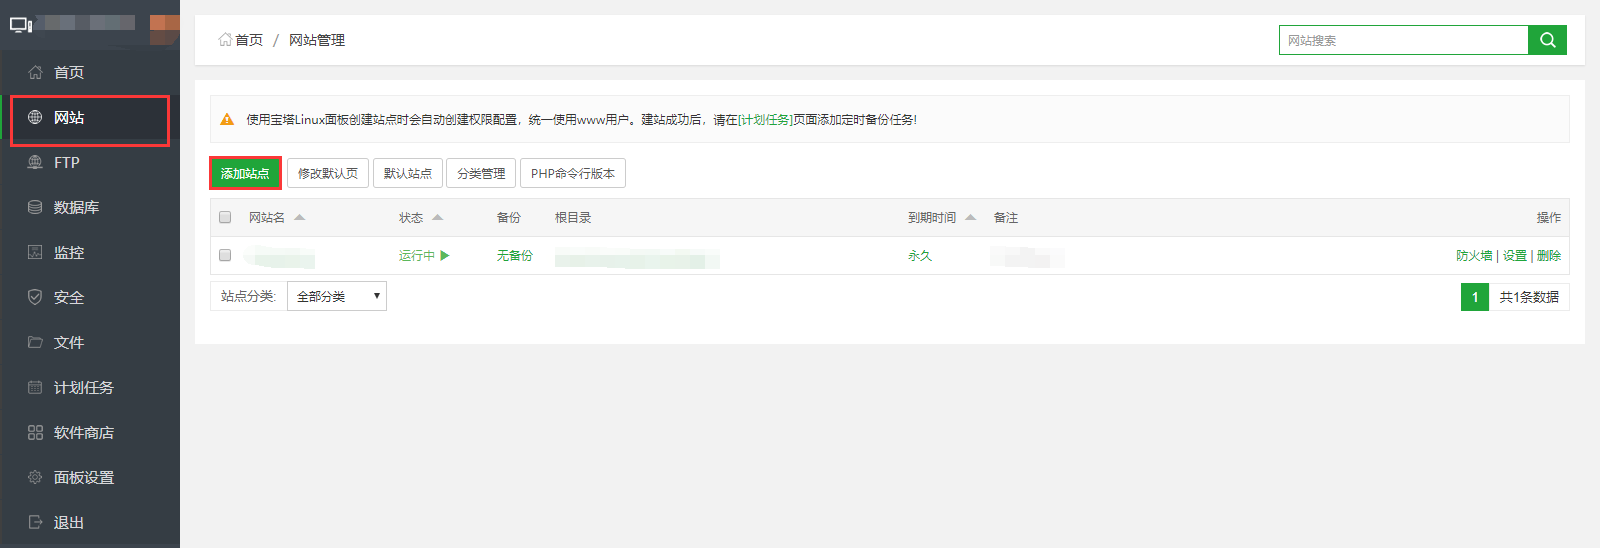 首页
网站
FTP
数据库
监控
安全
文件
计划任务
软件商店
面板设置
退出
首页 / 网站管理
网站搜索
使用宝塔Linux面板创建站点时会自动创建权限配置，统一使用www用户。建站成功后，请在[计划任务]页面添加定时备份任务!
添加站点 修改默认页 默认站点 分类管理 PHP命令行版本
网站名 状态 备份 根目录 到期时间 备注 操作
运行中 无备份 永久 防火墙 | 设置 | 删除
站点分类: 全部分类 1 共1条数据